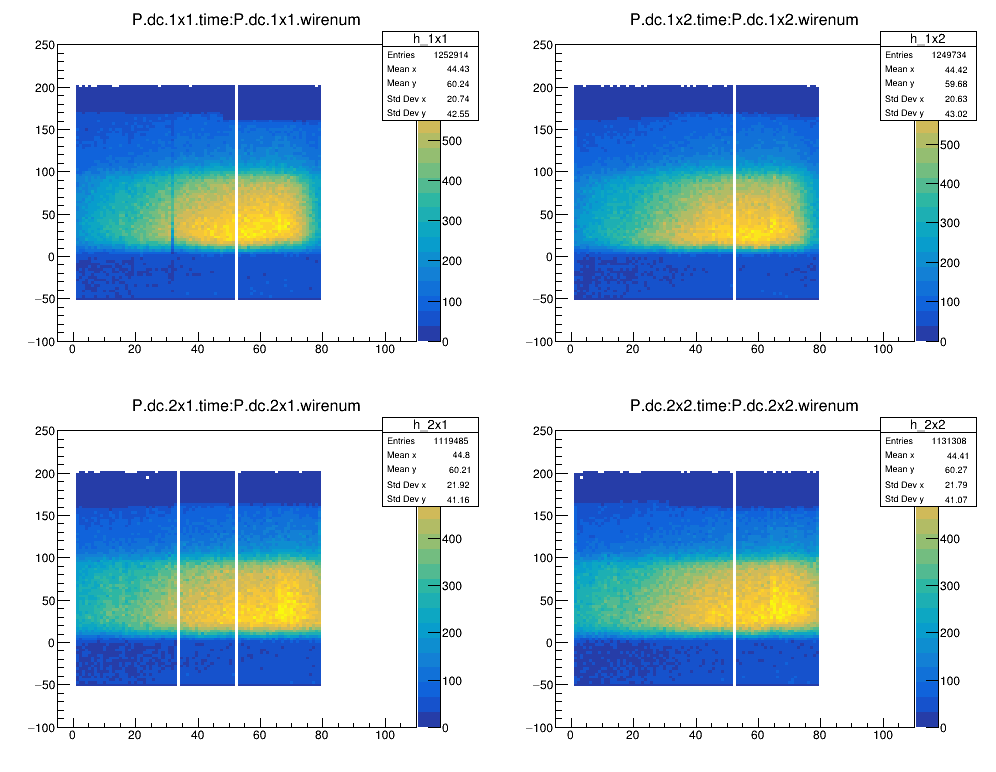 P.dc.1x1.time:P.dc.1x1.wirenum
h_1x1
Entries 1252914
Mean x 44.43
Mean y 60.24
Std Dev x 20.74
Std Dev y 42.55
250
200
150
100
50
0
−50
−100
0 20 40 60 80 100
500
400
300
200
100
0
P.dc.1x2.time:P.dc.1x2.wirenum
h_1x2
Entries 1249734
Mean x 44.42
Mean y 59.68
Std Dev x 20.63
Std Dev y 43.02
250
200
150
100
50
0
−50
−100
0 20 40 60 80 100
500
400
300
200
100
0
P.dc.2x1.time:P.dc.2x1.wirenum
h_2x1
Entries 1119485
Mean x 44.8
Mean y 60.21
Std Dev x 21.92
Std Dev y 41.16
250
200
150
100
50
0
−50
−100
0 20 40 60 80 100
400
300
200
100
0
P.dc.2x2.time:P.dc.2x2.wirenum
h_2x2
Entries 1131308
Mean x 44.41
Mean y 60.27
Std Dev x 21.79
Std Dev y 41.07
250
200
150
100
50
0
−50
−100
0 20 40 60 80 100
400
300
200
100
0